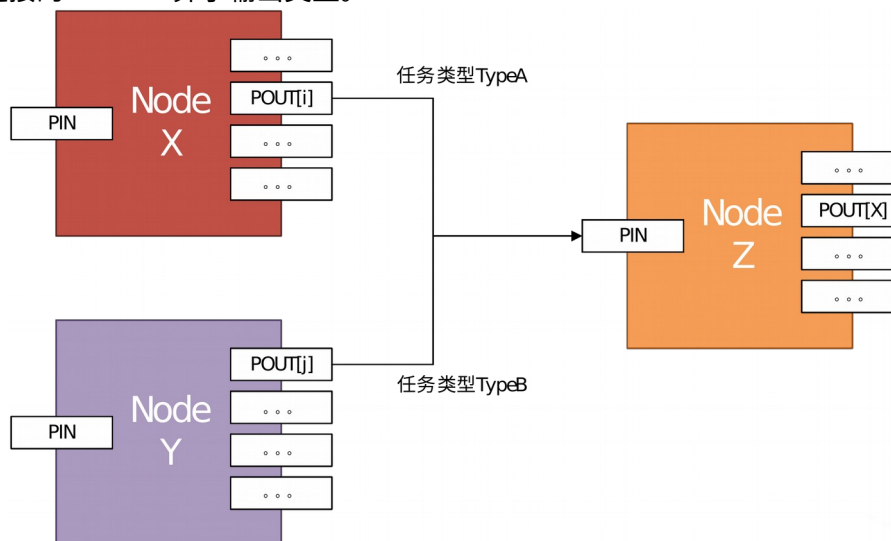 。。。
任务类型TypeA
POUT[i]
Node
X
PIN
。。。
。。。
。。。
POUT[X]
Node
Z
PIN
。。。
。。。
POUT[j]
任务类型TypeB
Node
Y
PIN
。。。
。。。
。。。